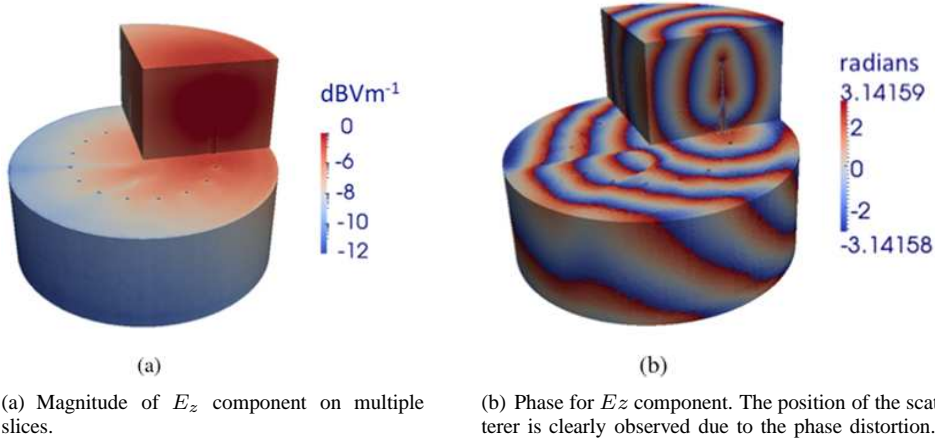 dBVm-1
0
-6
-8
-10
-12
radians
3.14159
2
0
-2
-3.14158
(a)
(b)
(a) Magnitude of Ez component on multiple
slices.
(b) Phase for Ez component. The position of the scat-
terer is clearly observed due to the phase distortion.